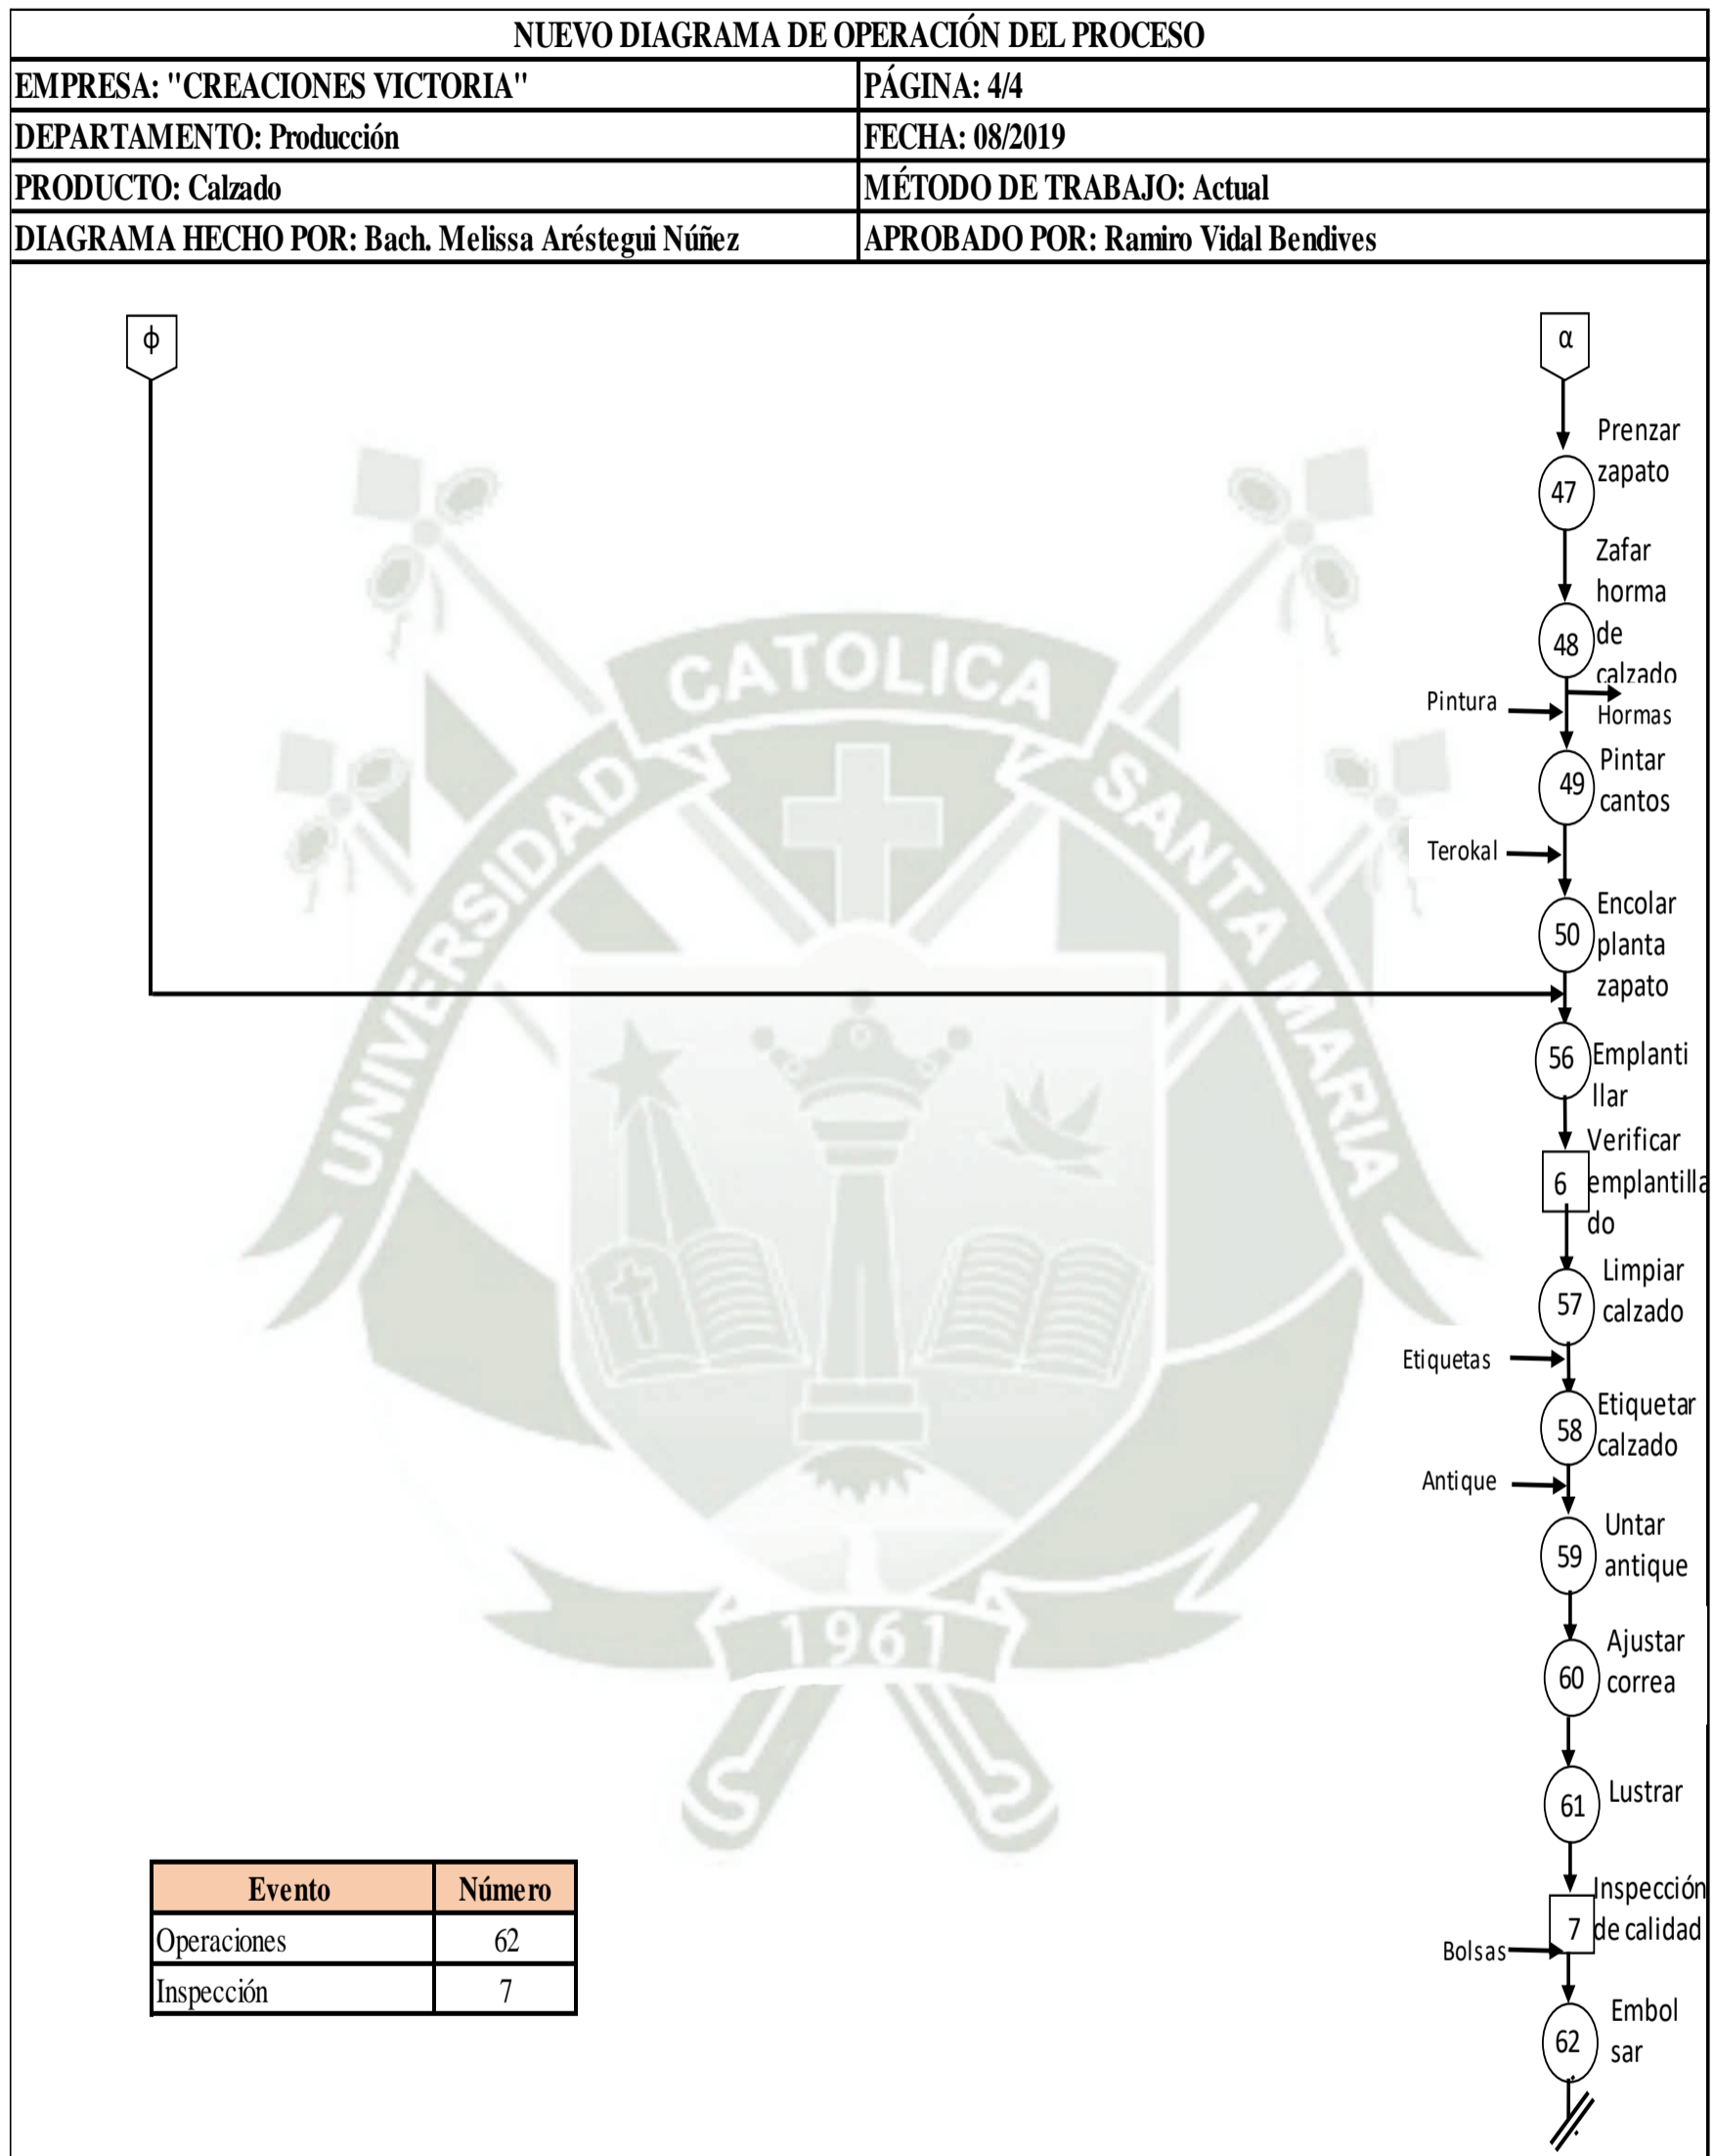 NUEVO DIAGRAMA DE OPERACIÓN DEL PROCESO
EMPRESA: "CREACIONES VICTORIA"
PÁGINA: 4/4
DEPARTAMENTO: Producción
FECHA: 08/2019
PRODUCTO: Calzado
MÉTODO DE TRABAJO: Actual
DIAGRAMA HECHO POR: Bach. Melissa Aréstegui Núñez
APROBADO POR: Ramiro Vidal Bendives
ϕ
α
Prenzar
zapato
47
Zafar
horma
de
calzado
48
Pintura
Hormas
Pintar
cantos
49
Terokal
Encolar
planta
zapato
50
56
Emplanti
llar
Verificar
emplantilla
do
6
Limpiar
calzado
57
Etiquetas
Etiquetar
calzado
58
Antique
Untar
antique
59
Ajustar
correa
60
Lustrar
61
Inspección
de calidad
7
Bolsas
Embol
sar
62
Evento
Número
Operaciones
62
Inspección
7
UNIVERSIDAD
CATOLICA
SANTA MARIA
1961